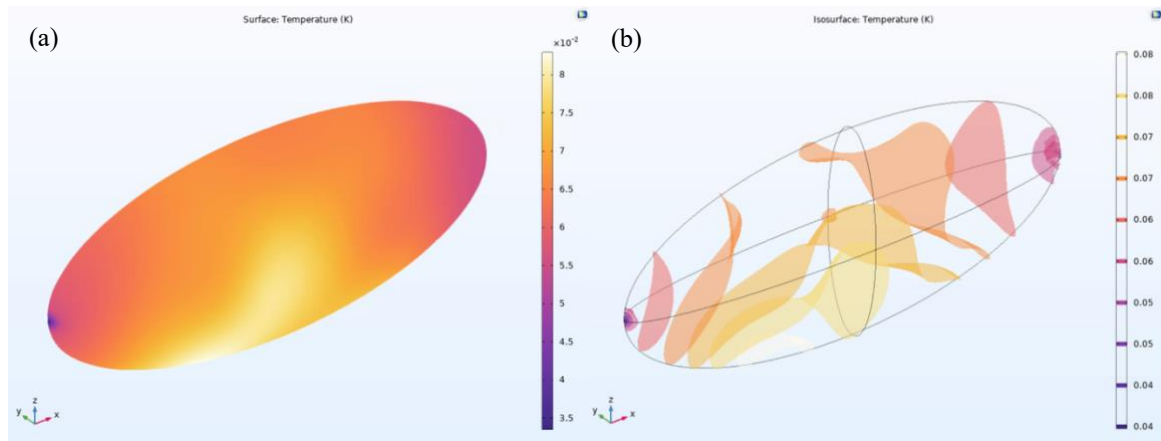 (a)
Surface: Temperature (K)
×10⁻²
8
7.5
7
6.5
6
5.5
5
4.5
4
3.5
z
y
x
(b)
Isosurface: Temperature (K)
0.08
0.08
0.07
0.07
0.06
0.06
0.05
0.05
0.04
0.04
z
y
x